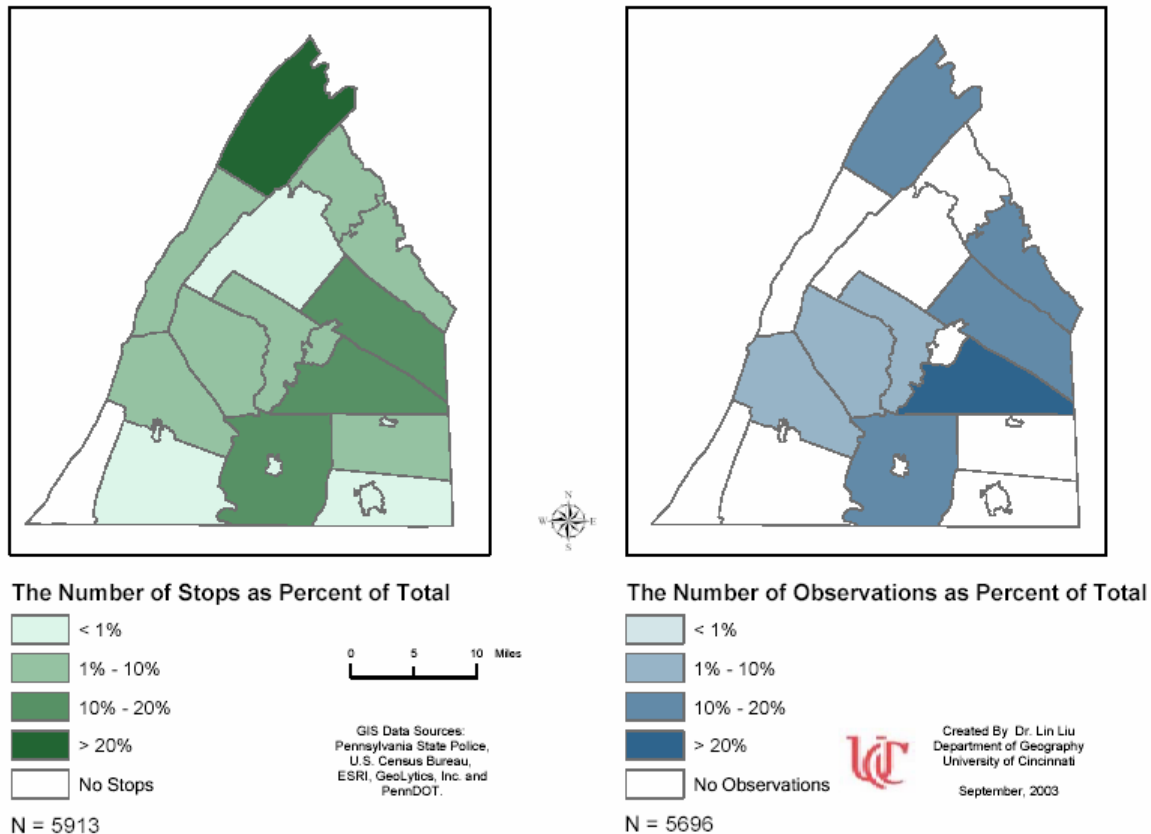 N
W E
S
The Number of Stops as Percent of Total
< 1%
1% - 10%
10% - 20%
> 20%
No Stops
N = 5913
0 5 10 Miles
GIS Data Sources:
Pennsylvania State Police,
U.S. Census Bureau,
ESRI, GeoLytics, Inc. and
PennDOT.
The Number of Observations as Percent of Total
< 1%
1% - 10%
10% - 20%
> 20%
No Observations
N = 5696
UC
Created By Dr. Lin Liu
Department of Geography
University of Cincinnati
September, 2003